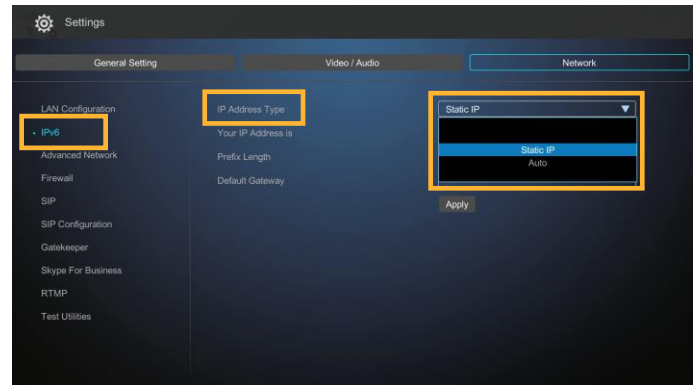 Settings
General Setting
Video / Audio
Network
LAN Configuration
IPv6
Advanced Network
Firewall
SIP
SIP Configuration
Gatekeeper
Skype For Business
RTMP
Test Utilities
IP Address Type
Static IP
Static IP
Auto
Your IP Address is
Prefix Length
Default Gateway
Apply